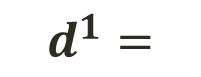 d¹ =